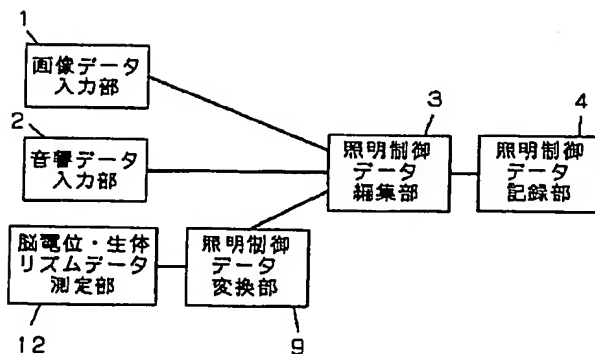 1
画像データ
入力部
2
音響データ
入力部
3
照明制御
データ
編集部
4
照明制御
データ
記録部
脳電位・生体
リズムデータ
測定部
12
照明制御
データ
変換部
9